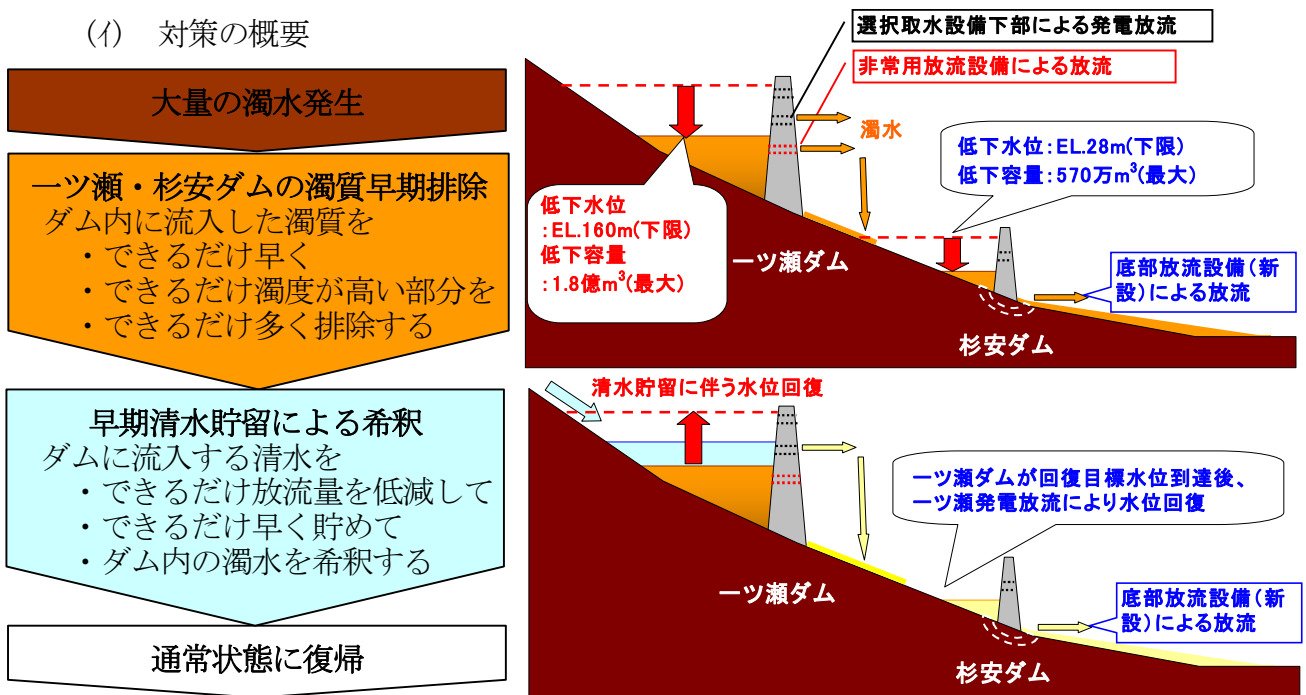 (ｲ) 対策の概要
大量の濁水発生
一ツ瀬・杉安ダムの濁質早期排除
ダム内に流入した濁質を
・できるだけ早く
・できるだけ濁度が高い部分を
・できるだけ多く排除する
早期清水貯留による希釈
ダムに流入する清水を
・できるだけ放流量を低減して
・できるだけ早く貯めて
・ダム内の濁水を希釈する
通常状態に復帰
選択取水設備下部による発電放流
非常用放流設備による放流
濁水
低下水位:EL.28m(下限)
低下容量:570万m³(最大)
低下水位
:EL.160m(下限)
低下容量
:1.8億m³(最大)
一ツ瀬ダム
底部放流設備(新
設)による放流
杉安ダム
清水貯留に伴う水位回復
一ツ瀬ダムが回復目標水位到達後、
一ツ瀬発電放流により水位回復
一ツ瀬ダム
底部放流設備(新
設)による放流
杉安ダム